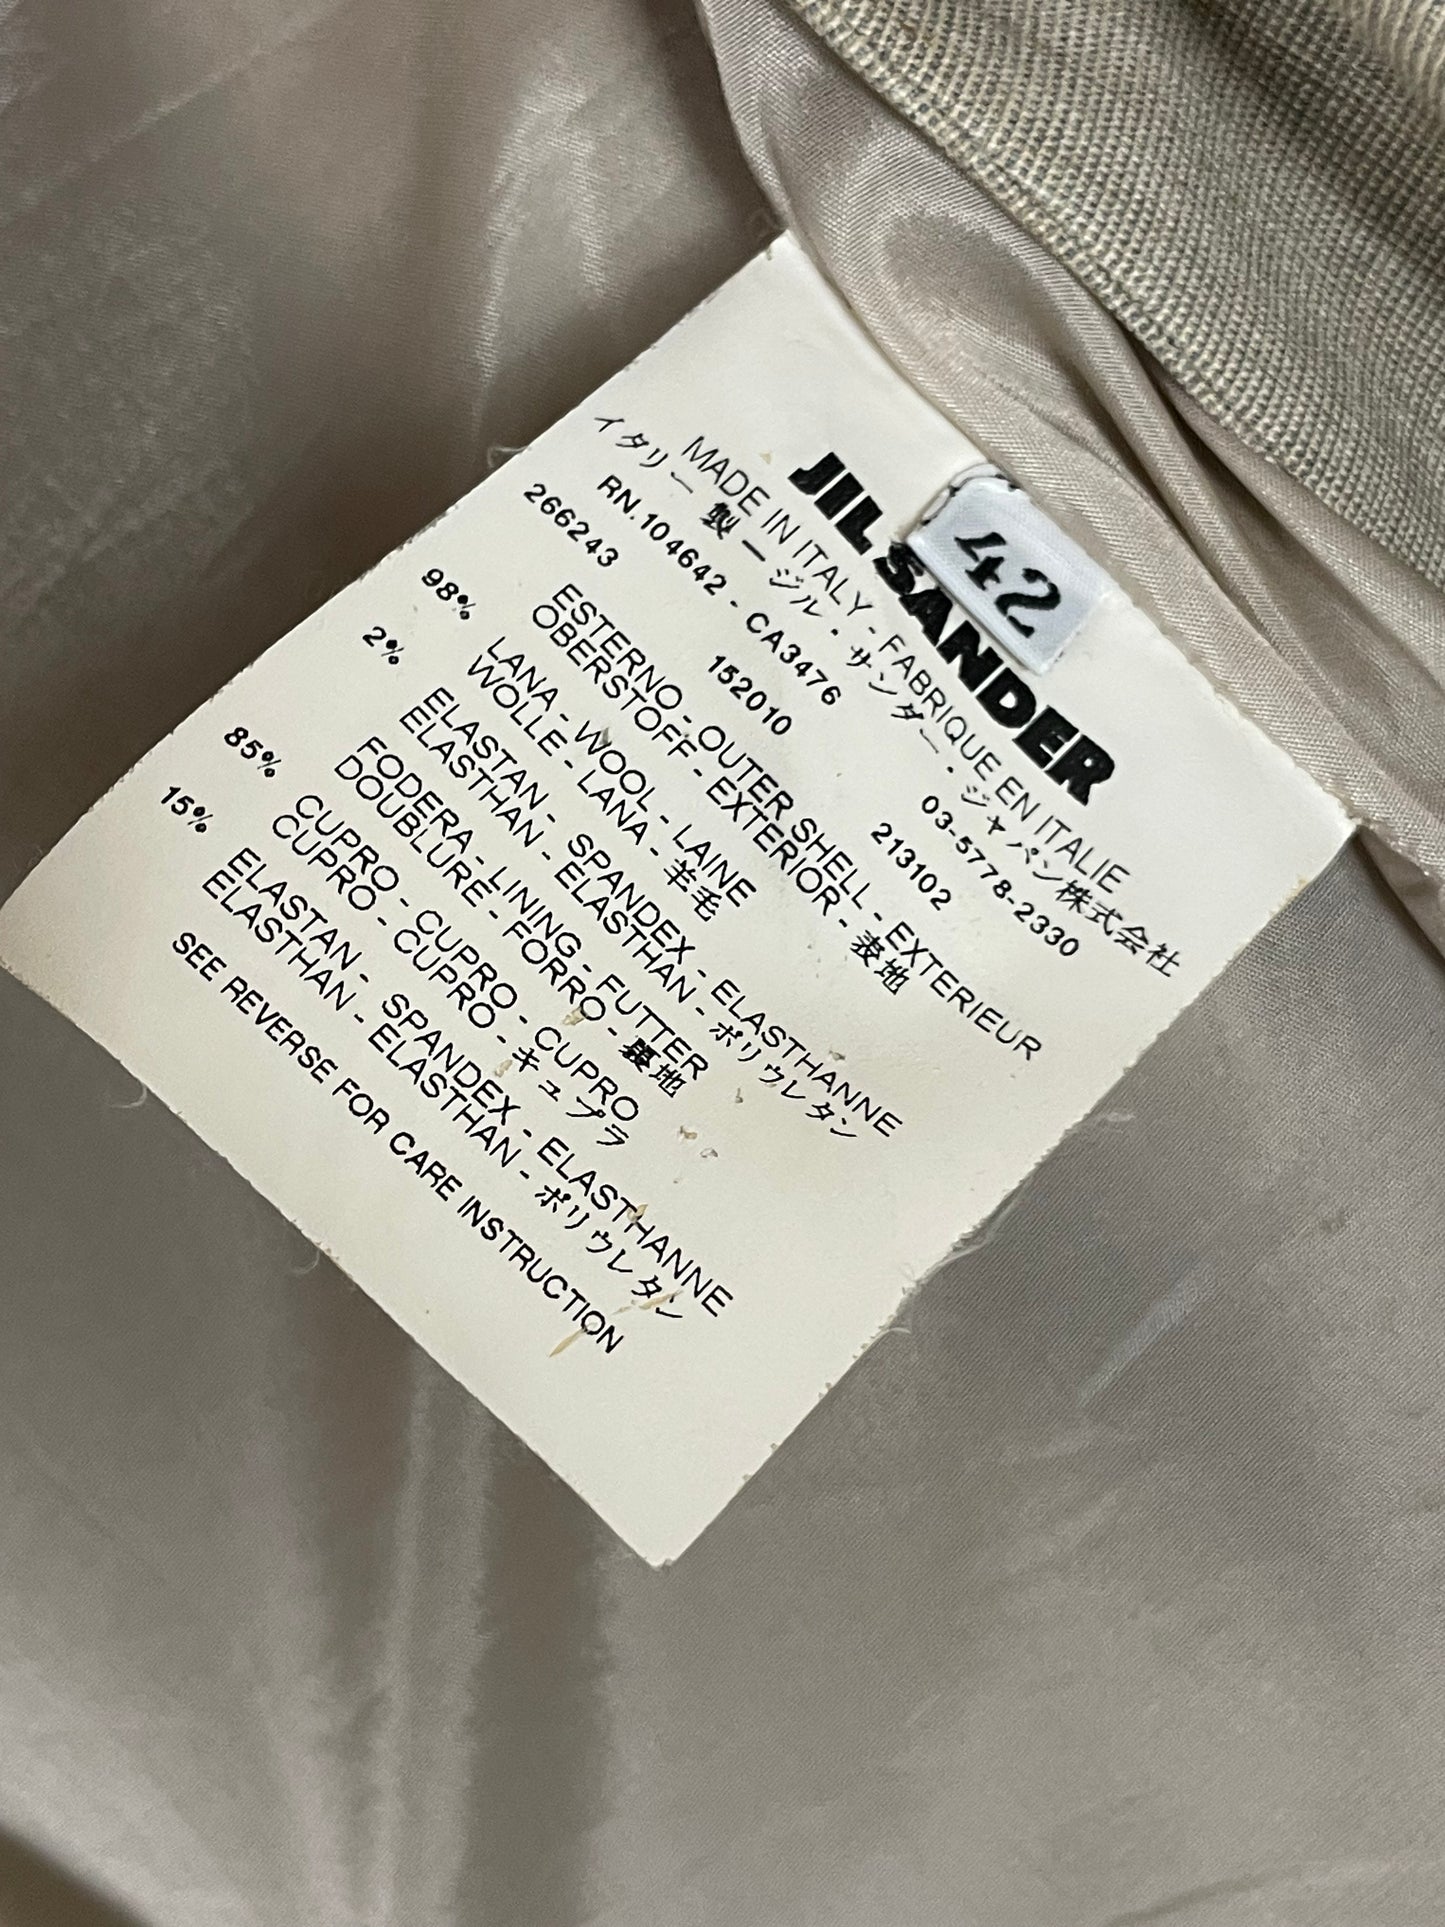 42
JIL SANDER
MADE IN ITALY - FABRIQUE EN ITALIE
イタリー製ージル・サンダー・ジャパン株式会社
RN.104642 - CA3476 03-5778-2330
266243 152010 213102
ESTERNO - OUTER SHELL - EXTERIEUR
OBERSTOFF - EXTERIOR - 表地
98% LANA - WOOL - LAINE
WOLLE - LANA - 羊毛
2% ELASTAN - SPANDEX - ELASTHANNE
ELASTHAN - ELASTHAN - ポリウレタン
FODERA - LINING - FUTTER
DOUBLURE - FORRO - 裏地
85% CUPRO - CUPRO - CUPRO
CUPRO - CUPRO - キュプラ
15% ELASTAN - SPANDEX - ELASTHANNE
ELASTHAN - ELASTHAN - ポリウレタン
SEE REVERSE FOR CARE INSTRUCTION